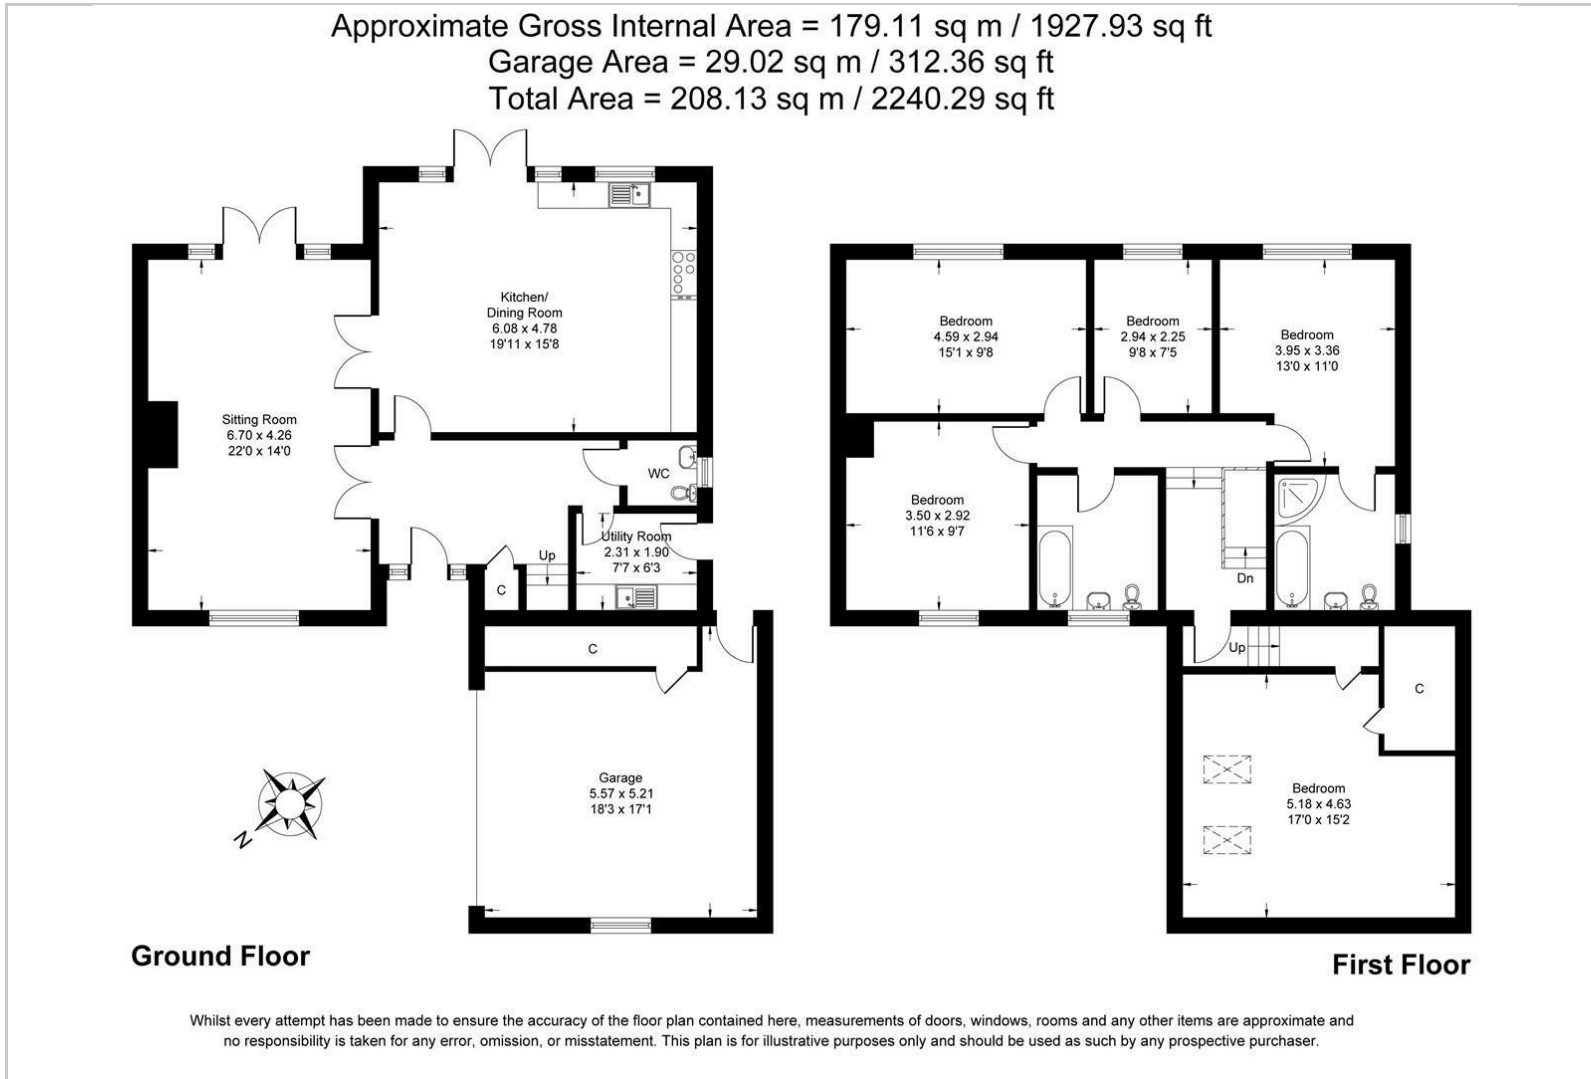 Approximate Gross Internal Area = 179.11 sq m / 1927.93 sq ft
Garage Area = 29.02 sq m / 312.36 sq ft
Total Area = 208.13 sq m / 2240.29 sq ft
Kitchen/
Dining Room
6.08 x 4.78
19'11 x 15'8
Sitting Room
6.70 x 4.26
22'0 x 14'0
WC
Utility Room
2.31 x 1.90
7'7 x 6'3
Up
C
C
Garage
5.57 x 5.21
18'3 x 17'1
N
Ground Floor
Bedroom
4.59 x 2.94
15'1 x 9'8
Bedroom
2.94 x 2.25
9'8 x 7'5
Bedroom
3.95 x 3.36
13'0 x 11'0
Bedroom
3.50 x 2.92
11'6 x 9'7
Dn
Up
C
Bedroom
5.18 x 4.63
17'0 x 15'2
First Floor
Whilst every attempt has been made to ensure the accuracy of the floor plan contained here, measurements of doors, windows, rooms and any other items are approximate and
no responsibility is taken for any error, omission, or misstatement. This plan is for illustrative purposes only and should be used as such by any prospective purchaser.